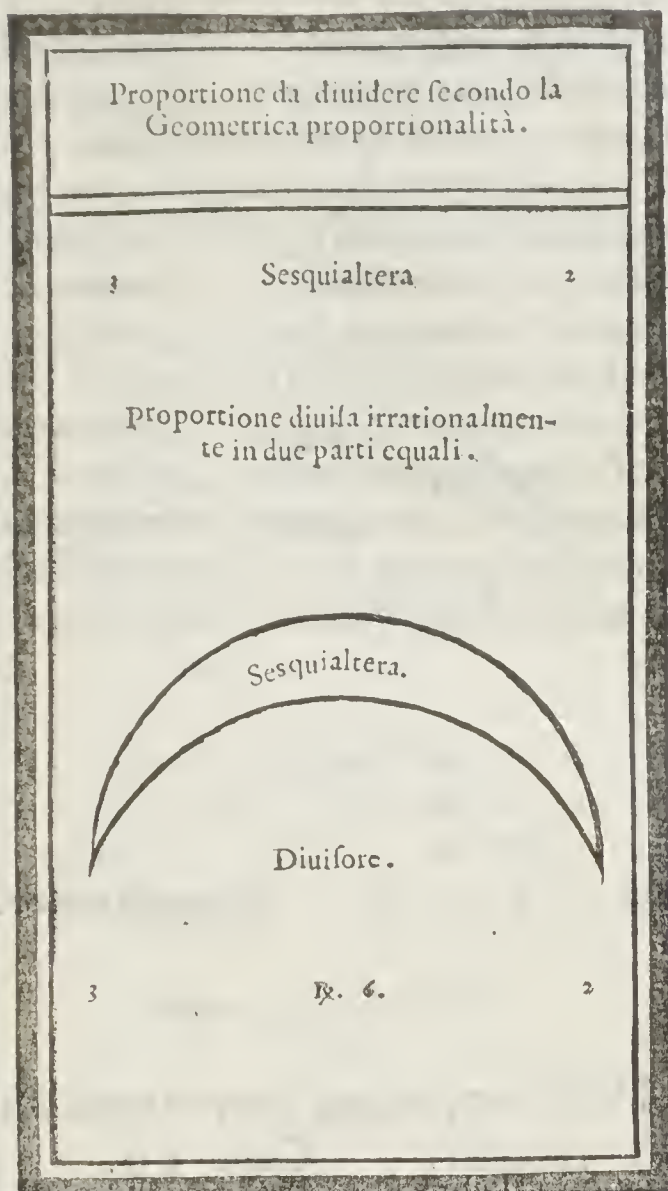 Proportione da diuidere ſecondo la
Geometrica proportionalità.
3 Sesquialtera 2
Proportione diuiſa irrationalmen-
te in due parti equali.
Sesquialtera.
Diuiſore.
3 ℞. 6. 2